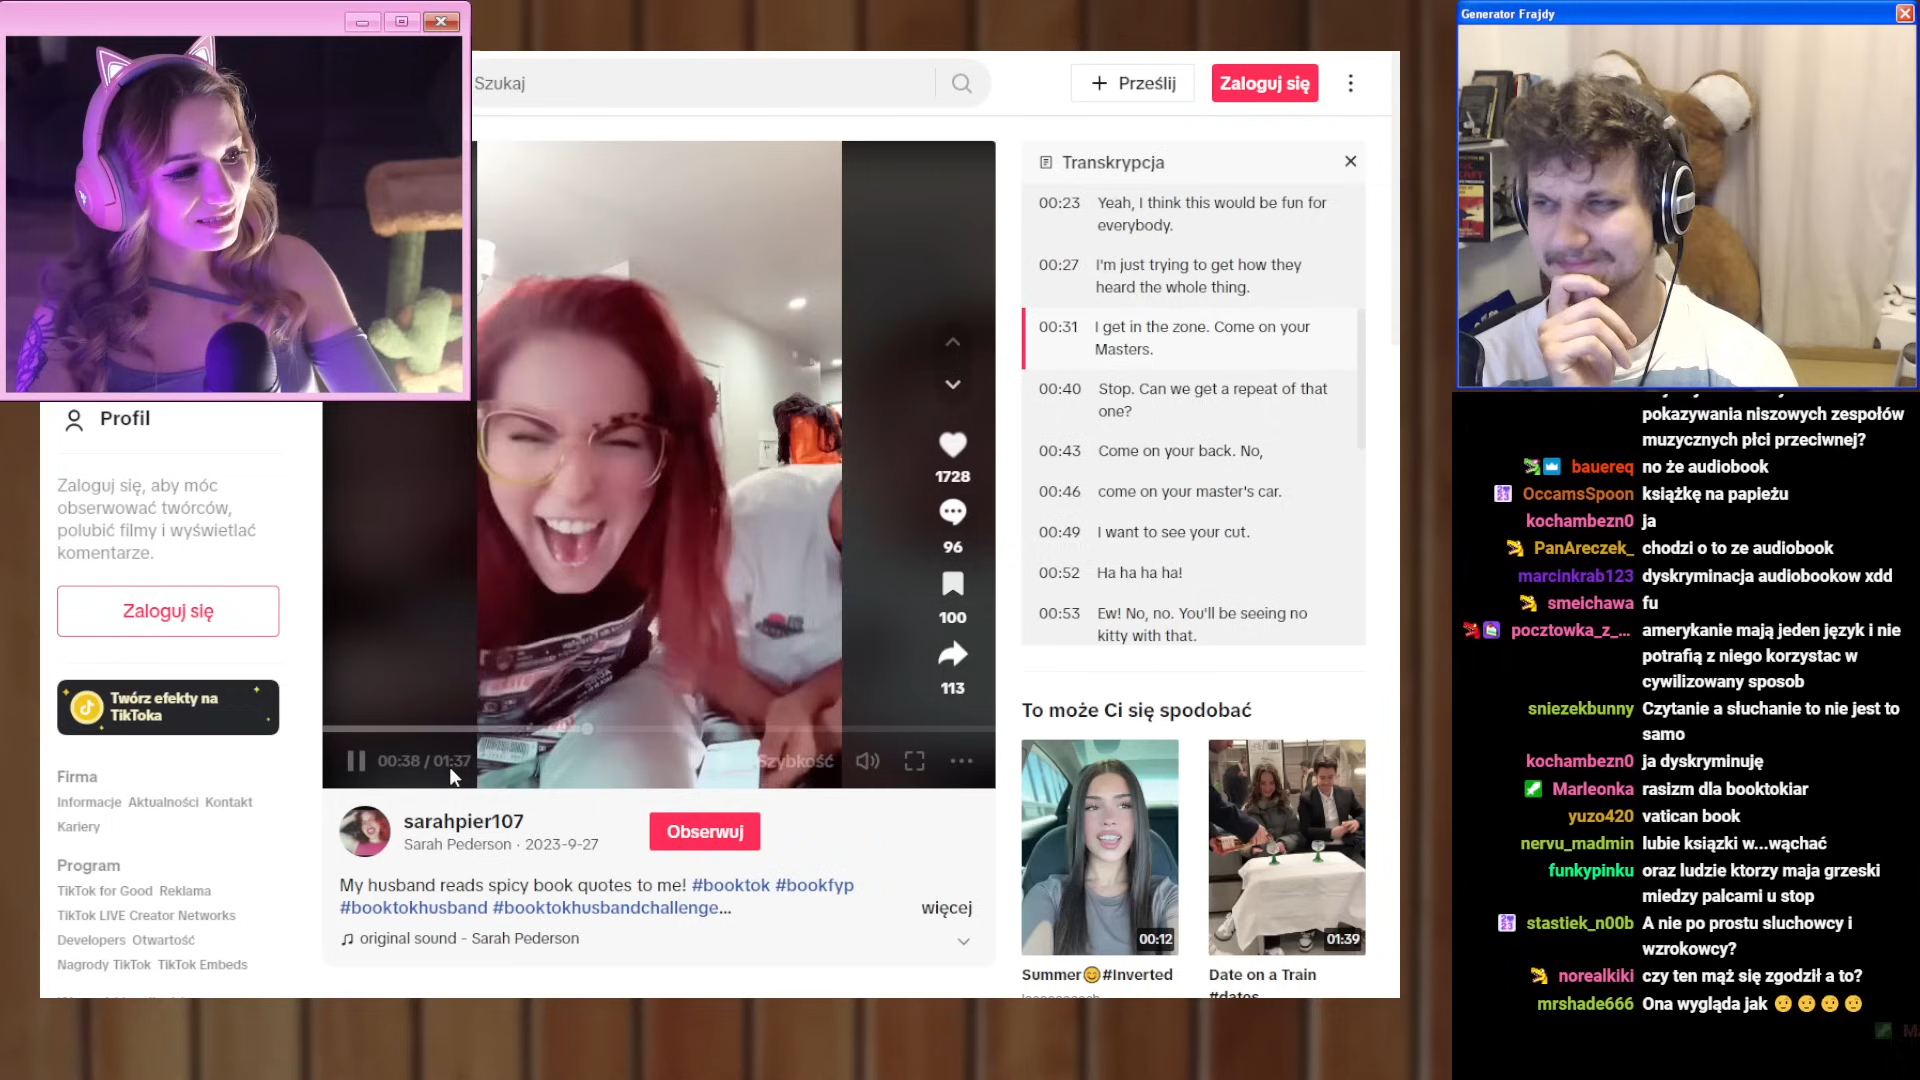 Generator Frajdy
Szukaj
Prześlij
Zaloguj się
Transkrypcja
00:23 Yeah, I think this would be fun for
everybody.
00:27 I'm just trying to get how they
heard the whole thing.
00:31 I get in the zone. Come on your
Masters.
00:40 Stop. Can we get a repeat of that
one?
00:43 Come on your back. No,
00:46 come on your master's car.
00:49 I want to see your cut.
00:52 Ha ha ha ha!
00:53 Ew! No, no. You'll be seeing no
kitty with that.
Profil
Zaloguj się, aby móc
obserwować twórców,
polubić filmy i wyświetlać
komentarze.
Zaloguj się
Twórz efekty na
TikToka
Firma
Informacje Aktualności Kontakt
Kariery
Program
TikTok for Good Reklama
TikTok LIVE Creator Networks
Developers Otwartość
Nagrody TikTok TikTok Embeds
1728
96
100
113
00:38 / 01:37
Szybkość
sarahpier107
Sarah Pederson · 2023-9-27
Obserwuj
My husband reads spicy book quotes to me! #booktok #bookfyp
#booktokhusband #booktokhusbandchallenge...
więcej
original sound - Sarah Pederson
To może Ci się spodobać
00:12
01:39
Summer😊#Inverted
Date on a Train
#dates
pokazywania niszowych zespołów
muzycznych płci przeciwnej?
bauereq no że audiobook
OccamsSpoon książkę na papieżu
kochambezn0 ja
PanAreczek_ chodzi o to ze audiobook
marcinkrab123 dyskryminacja audiobookow xdd
smeichawa fu
pocztowka_z_... amerykanie mają jeden język i nie
potrafią z niego korzystac w
cywilizowany sposob
sniezekbunny Czytanie a słuchanie to nie jest to
samo
kochambezn0 ja dyskryminuję
Marleonka rasizm dla booktokiar
yuzo420 vatican book
nervu_madmin lubie ksiązki w...wąchać
funkypinku oraz ludzie ktorzy maja grzeski
miedzy palcami u stop
stastiek_n00b A nie po prostu sluchowcy i
wzrokowcy?
norealkiki czy ten mąż się zgodził a to?
mrshade666 Ona wygląda jak 🧑🧑🧑🧑